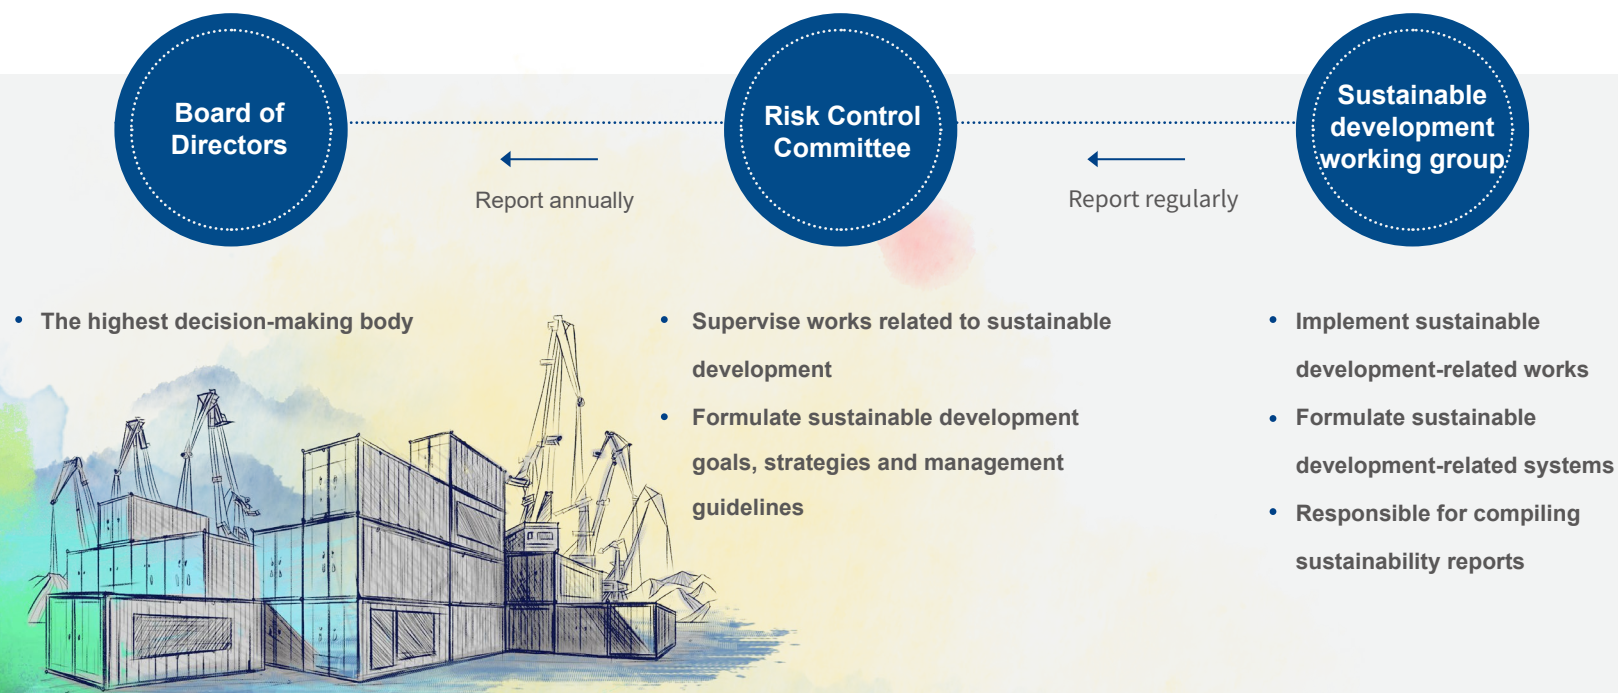 Board of
Directors
Report annually
Risk Control
Committee
Report regularly
Sustainable
development
working group
• The highest decision-making body
• Supervise works related to sustainable
development
• Formulate sustainable development
goals, strategies and management
guidelines
• Implement sustainable
development-related works
• Formulate sustainable
development-related systems
• Responsible for compiling
sustainability reports